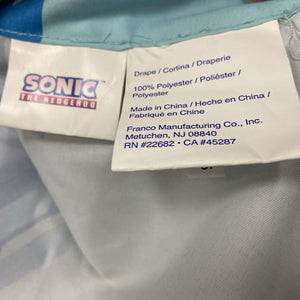 SONIC
THE HEDGEHOG
Drape / Cortina / Draperie
100% Polyester / Poliéster /
Polyester
Made in China / Hecho en China /
Fabriqué en Chine
Franco Manufacturing Co., Inc.
Metuchen, NJ 08840
RN #22682 • CA #45287